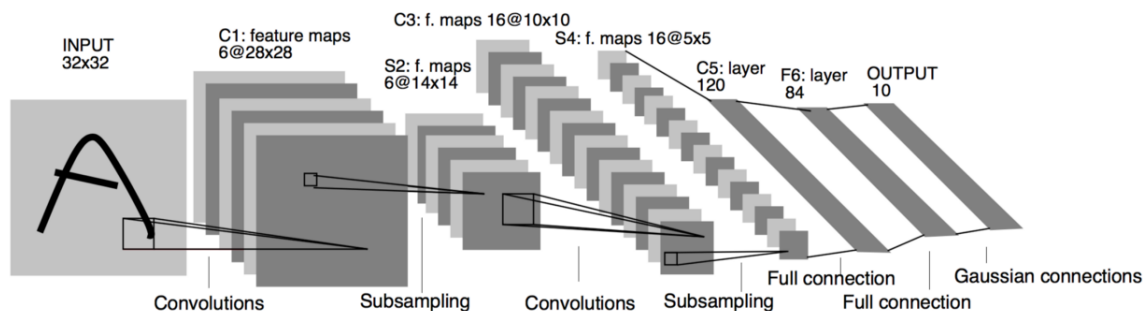 INPUT
32x32
C1: feature maps
6@28x28
S2: f. maps
6@14x14
C3: f. maps 16@10x10
S4: f. maps 16@5x5
C5: layer
120
F6: layer
84
OUTPUT
10
Convolutions
Subsampling
Convolutions
Subsampling
Full connection
Full connection
Gaussian connections